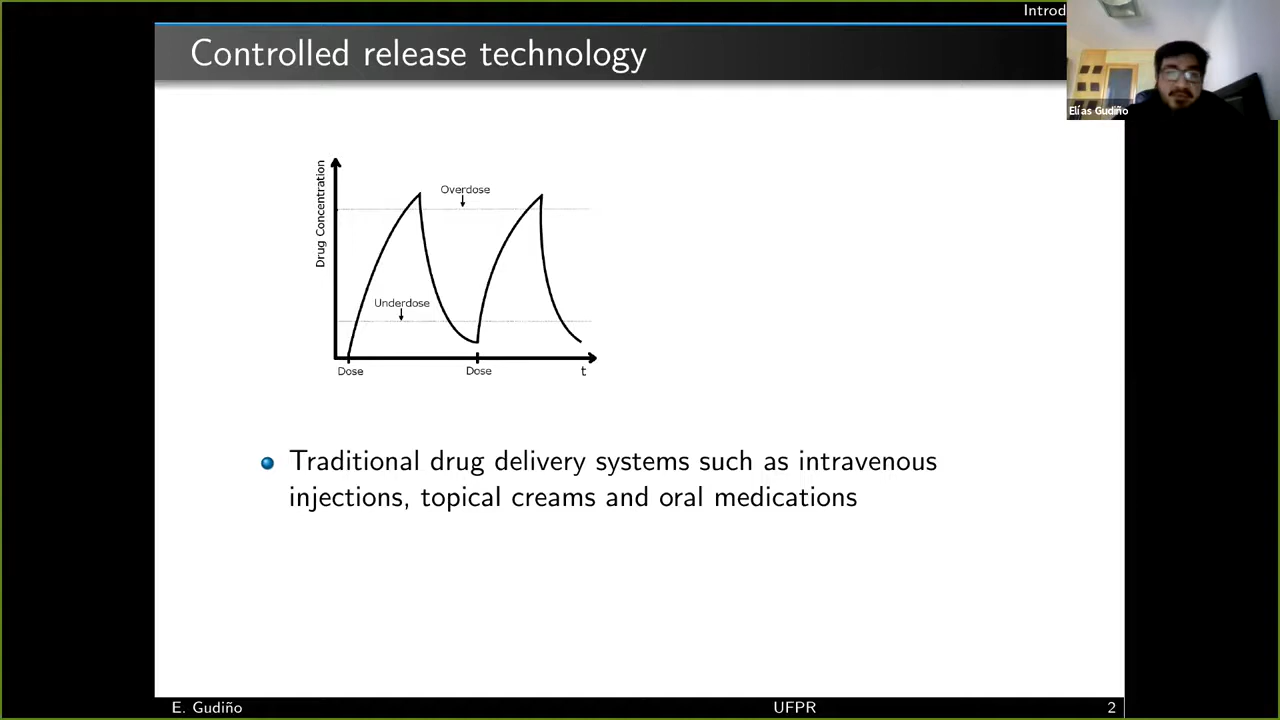 Introd
Controlled release technology
Elías Gudiño
Drug Concentration
Overdose
Underdose
Dose
Dose
t
Traditional drug delivery systems such as intravenous
injections, topical creams and oral medications
E. Gudiño
UFPR
2